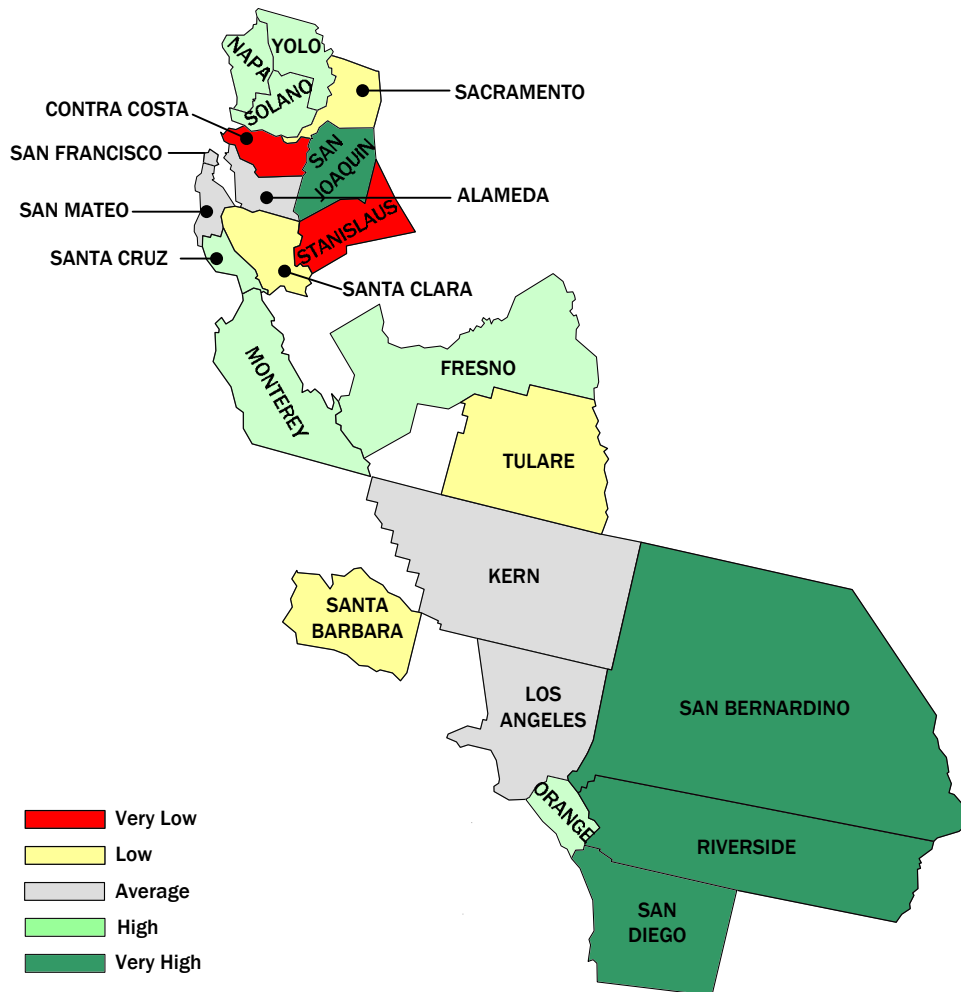 YOLO
NAPA
SOLANO
SACRAMENTO
CONTRA COSTA
SAN FRANCISCO
SAN
JOAQUIN
ALAMEDA
SAN MATEO
STANISLAUS
SANTA CRUZ
SANTA CLARA
MONTEREY
FRESNO
TULARE
KERN
SANTA
BARBARA
LOS
ANGELES
SAN BERNARDINO
ORANGE
RIVERSIDE
SAN
DIEGO
Very Low
Low
Average
High
Very High